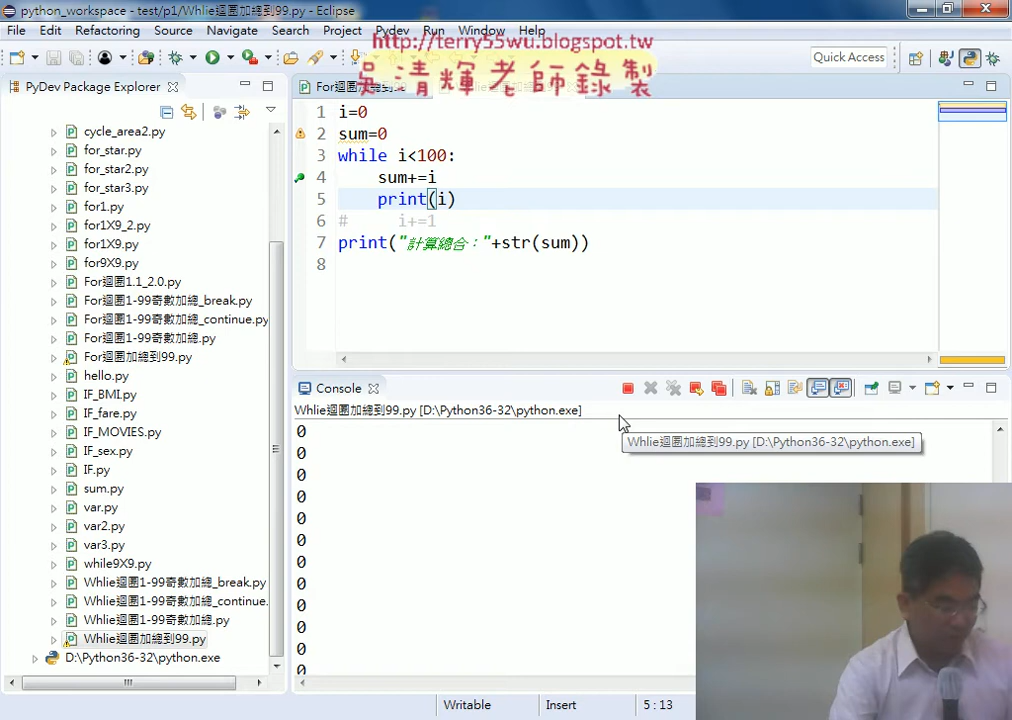 python_workspace - test/p1/Whlie迴圈加總到99.py - Eclipse
File Edit Refactoring Source Navigate Search Project Pydev Run Window Help
http://terry55wu.blogspot.tw
吳清輝老師錄製
Quick Access
PyDev Package Explorer
cycle_area2.py
for_star.py
for_star2.py
for_star3.py
for1.py
for1X9_2.py
for1X9.py
for9X9.py
For迴圈1.1_2.0.py
For迴圈1-99奇數加總_break.py
For迴圈1-99奇數加總_continue.py
For迴圈1-99奇數加總.py
For迴圈加總到99.py
hello.py
IF_BMI.py
IF_fare.py
IF_MOVIES.py
IF_sex.py
IF.py
sum.py
var.py
var2.py
var3.py
while9X9.py
Whlie迴圈1-99奇數加總_break.py
Whlie迴圈1-99奇數加總_continue.
Whlie迴圈1-99奇數加總.py
Whlie迴圈加總到99.py
D:\Python36-32\python.exe
1 i=0
2 sum=0
3 while i<100:
4 sum+=i
5 print(i)
6 # i+=1
7 print("計算總合："+str(sum))
8
Console
Whlie迴圈加總到99.py [D:\Python36-32\python.exe]
Whlie迴圈加總到99.py [D:\Python36-32\python.exe]
0
0
0
0
0
0
0
0
0
0
0
0
Writable Insert 5 : 13